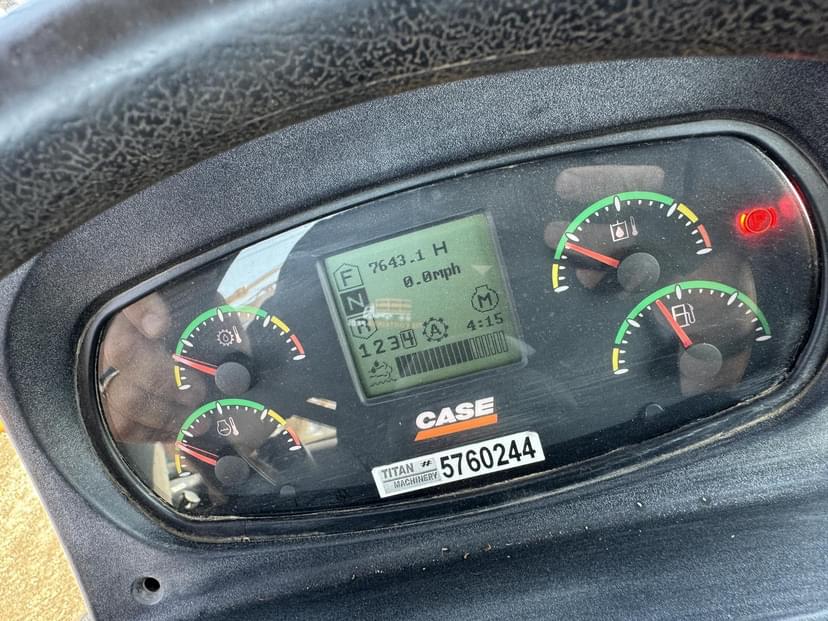 F
7643.1 H
0.0mph
N
R
M
1234
A
4:15
CASE
TITAN #
MACHINERY
5760244